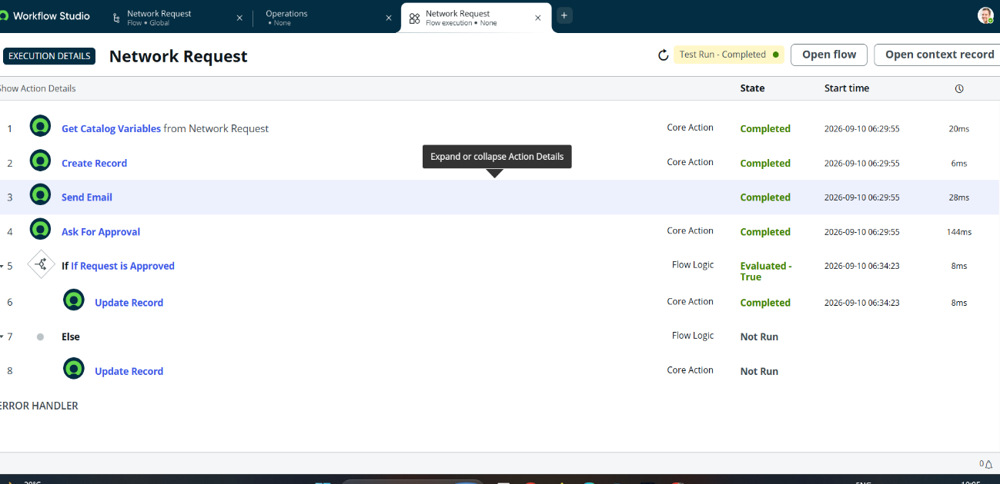 Workflow Studio
Network Request
Flow • Global
Operations
• None
Network Request
Flow execution • None
EXECUTION DETAILS
Network Request
Test Run - Completed
Open flow
Open context record
Show Action Details
State
Start time
1 Get Catalog Variables from Network Request Core Action Completed 2026-09-10 06:29:55 20ms
Expand or collapse Action Details
2 Create Record Core Action Completed 2026-09-10 06:29:55 6ms
3 Send Email Completed 2026-09-10 06:29:55 28ms
4 Ask For Approval Core Action Completed 2026-09-10 06:29:55 144ms
5 If If Request is Approved Flow Logic Evaluated - True 2026-09-10 06:34:23 8ms
6 Update Record Core Action Completed 2026-09-10 06:34:23 8ms
7 Else Flow Logic Not Run
8 Update Record Core Action Not Run
ERROR HANDLER
0